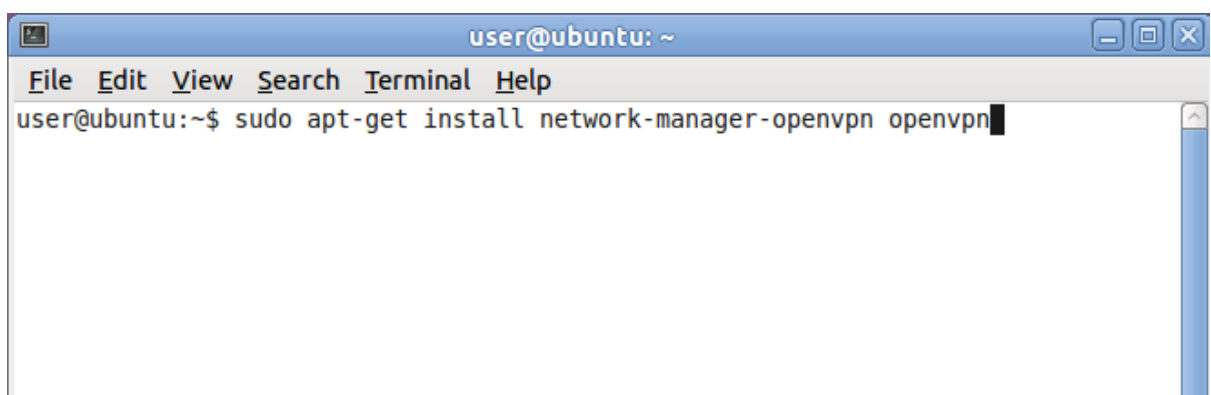 user@ubuntu: ~
File Edit View Search Terminal Help
user@ubuntu:~$ sudo apt-get install network-manager-openvpn openvpn